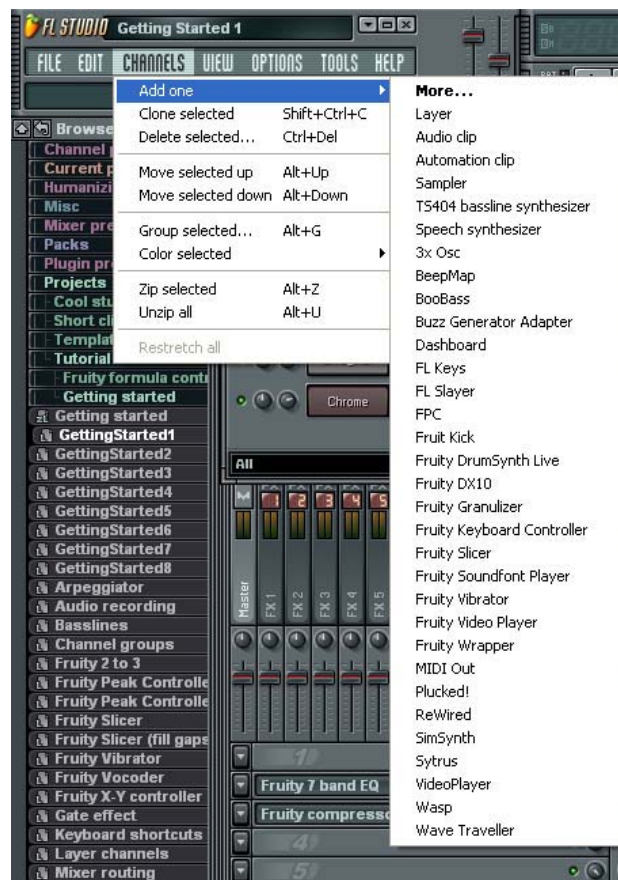 FL STUDIO Getting Started 1
FILE EDIT CHANNELS VIEW OPTIONS TOOLS HELP
Add one
Clone selected Shift+Ctrl+C
Delete selected... Ctrl+Del
Move selected up Alt+Up
Move selected down Alt+Down
Group selected... Alt+G
Color selected
Zip selected Alt+Z
Unzip all Alt+U
Restretch all
More...
Layer
Audio clip
Automation clip
Sampler
TS404 bassline synthesizer
Speech synthesizer
3x Osc
BeepMap
BooBass
Buzz Generator Adapter
Dashboard
FL Keys
FL Slayer
FPC
Fruit Kick
Fruity DrumSynth Live
Fruity DX10
Fruity Granulizer
Fruity Keyboard Controller
Fruity Slicer
Fruity Soundfont Player
Fruity Vibrator
Fruity Video Player
Fruity Wrapper
MIDI Out
Plucked!
ReWired
SimSynth
Sytrus
VideoPlayer
Wasp
Wave Traveller
Browse
Channel p
Current p
Humanizi
Misc
Mixer pre
Packs
Plugin pr
Projects
Cool stu
Short cli
Templat
Tutorial
Fruity formula contr
Getting started
Getting started
GettingStarted1
GettingStarted2
GettingStarted3
GettingStarted4
GettingStarted5
GettingStarted6
GettingStarted7
GettingStarted8
Arpeggiator
Audio recording
Basslines
Channel groups
Fruity 2 to 3
Fruity Peak Controlle
Fruity Peak Controlle
Fruity Slicer
Fruity Slicer (fill gaps
Fruity Vibrator
Fruity Vocoder
Fruity X-Y controller
Gate effect
Keyboard shortcuts
Layer channels
Mixer routing
Chrome
All
1 2 3 4 5
Master FX 1 FX 2 FX 3 FX 4 FX 5
1
Fruity 7 band EQ
Fruity compresso
4
5